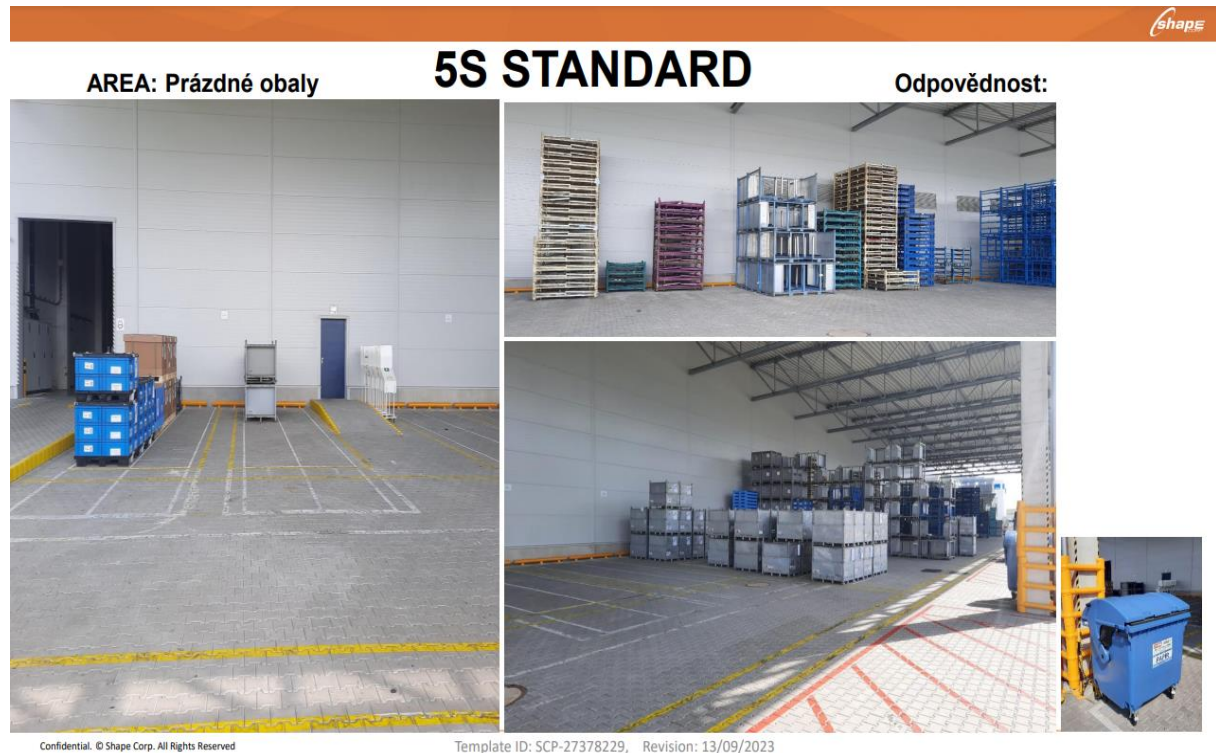 shape
5S STANDARD
AREA: Prázdné obaly
Odpovědnost:
Confidential. © Shape Corp. All Rights Reserved
Template ID: SCP-27378229, Revision: 13/09/2023